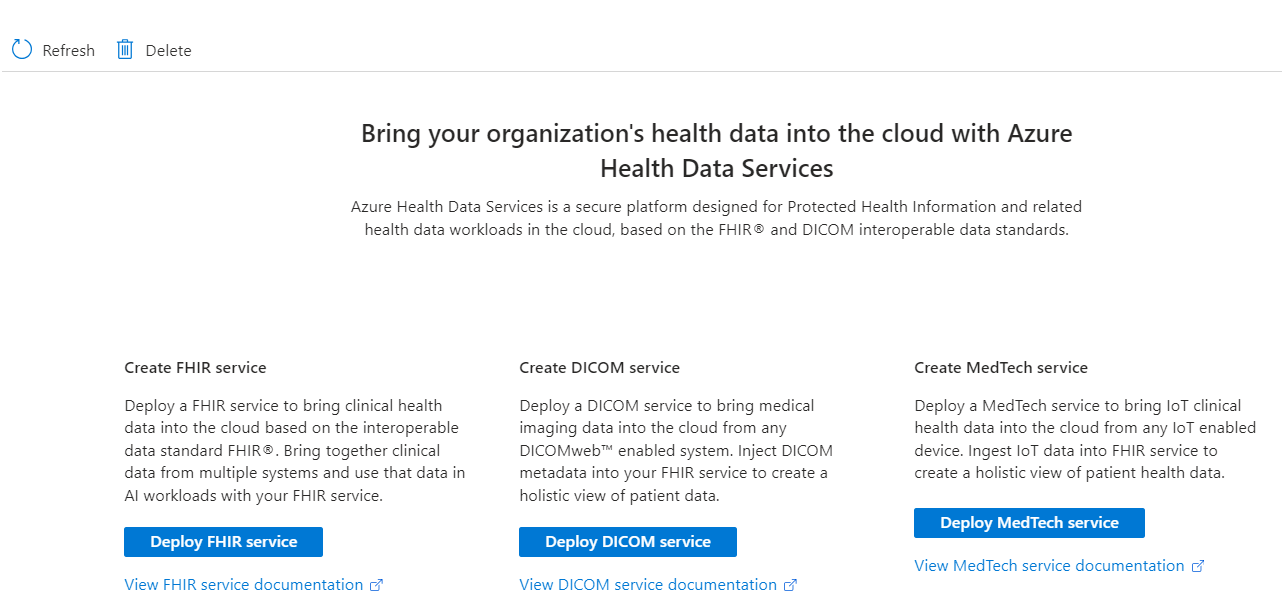 Refresh Delete
Bring your organization's health data into the cloud with Azure
Health Data Services
Azure Health Data Services is a secure platform designed for Protected Health Information and related
health data workloads in the cloud, based on the FHIR® and DICOM interoperable data standards.
Create FHIR service
Deploy a FHIR service to bring clinical health
data into the cloud based on the interoperable
data standard FHIR®. Bring together clinical
data from multiple systems and use that data in
AI workloads with your FHIR service.
Deploy FHIR service
View FHIR service documentation
Create DICOM service
Deploy a DICOM service to bring medical
imaging data into the cloud from any
DICOMweb™ enabled system. Inject DICOM
metadata into your FHIR service to create a
holistic view of patient data.
Deploy DICOM service
View DICOM service documentation
Create MedTech service
Deploy a MedTech service to bring IoT clinical
health data into the cloud from any IoT enabled
device. Ingest IoT data into FHIR service to
create a holistic view of patient health data.
Deploy MedTech service
View MedTech service documentation